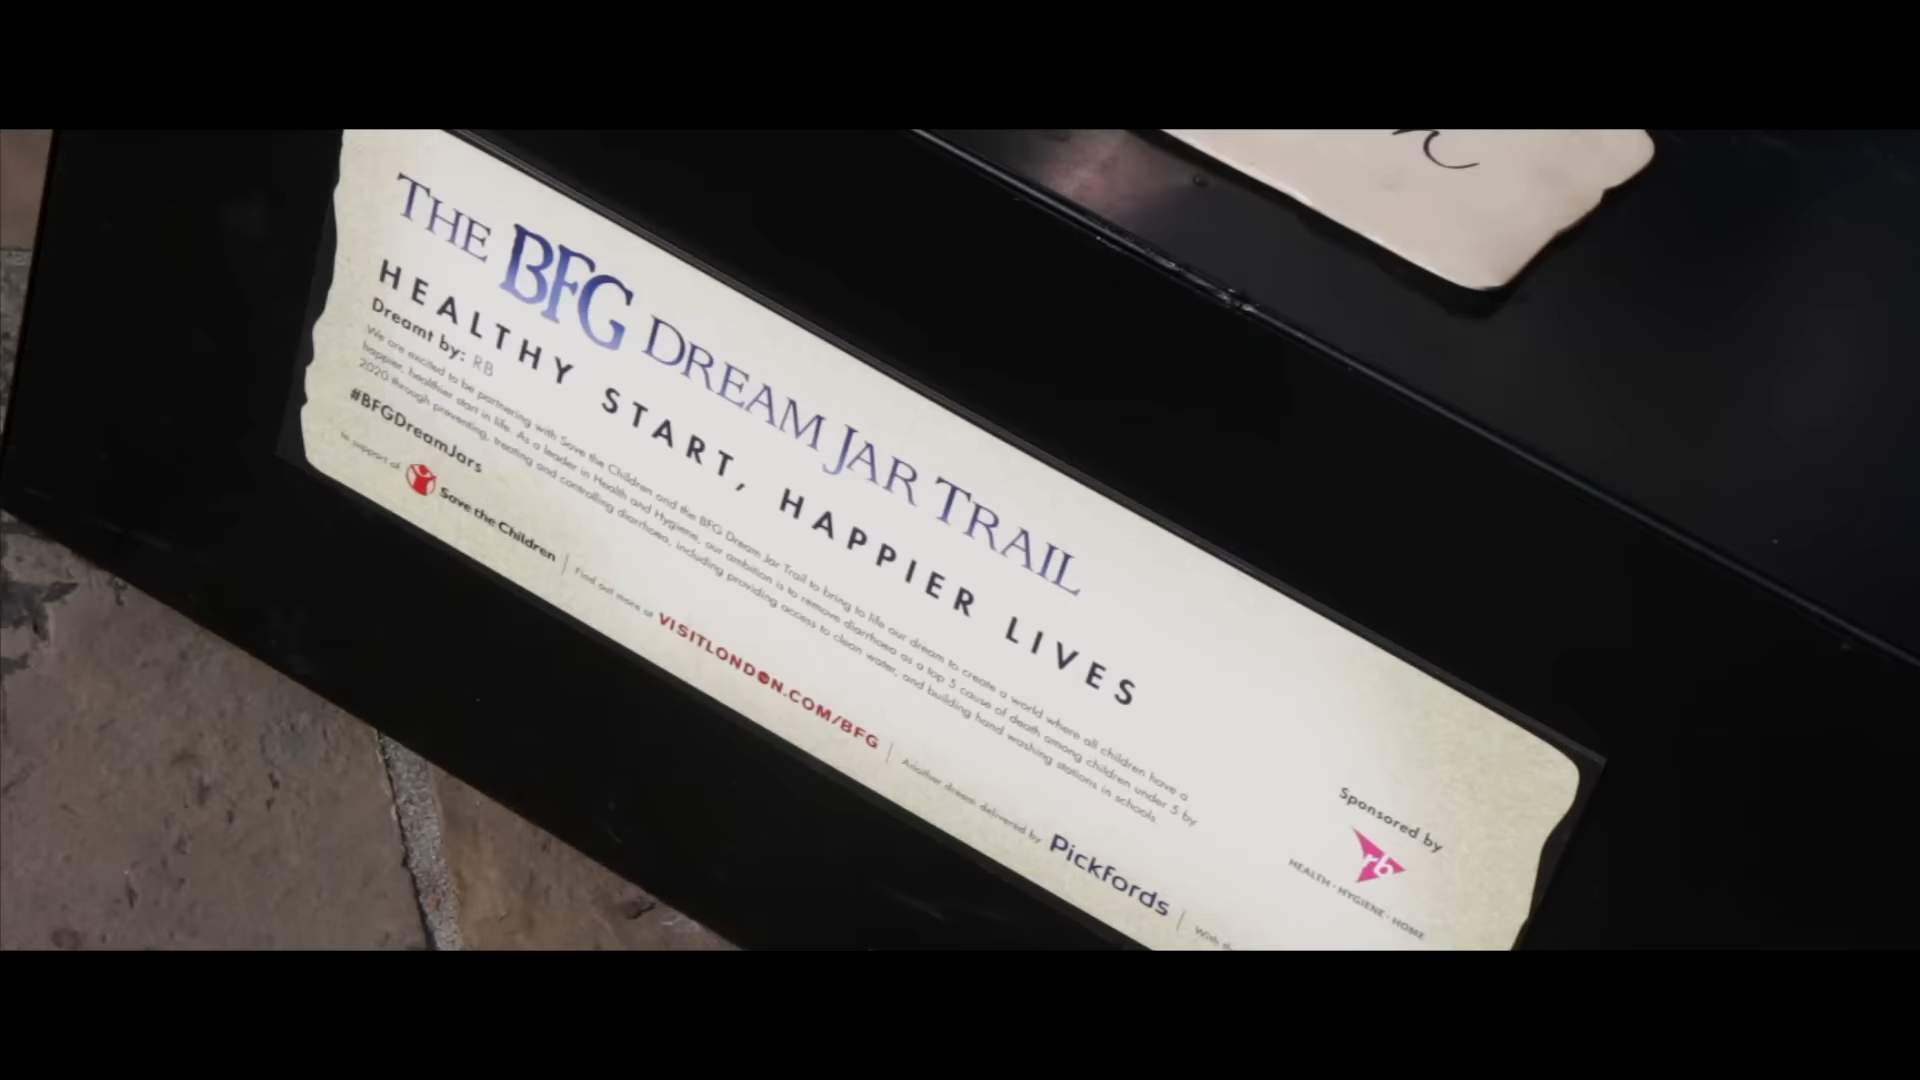 n
THE BFG DREAM JAR TRAIL
HEALTHY START, HAPPIER LIVES
Dreamt by: RB
We are excited to be partnering with Save the Children and the BFG Dream Jar Trail to bring to life our dream to create a world where all children have a
happier, healthier start in life. As a leader in Health and Hygiene, our ambition is to remove diarrhoea as a top 5 cause of death among children under 5 by
2020 through preventing, treating and controlling diarrhoea, including providing access to clean water, and building hand washing stations in schools.
#BFGDreamJars
In support of Save the Children | Find out more at VISITLONDON.COM/BFG | Another dream delivered by Pickfords | With
Sponsored by
rb
HEALTH · HYGIENE · HOME